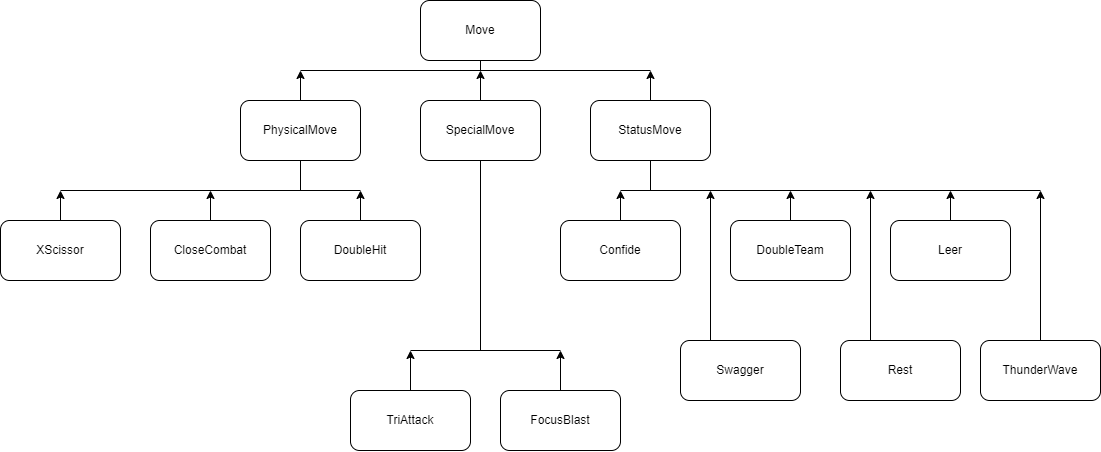 Move
PhysicalMove
SpecialMove
StatusMove
XScissor
CloseCombat
DoubleHit
Confide
DoubleTeam
Leer
Swagger
Rest
ThunderWave
TriAttack
FocusBlast